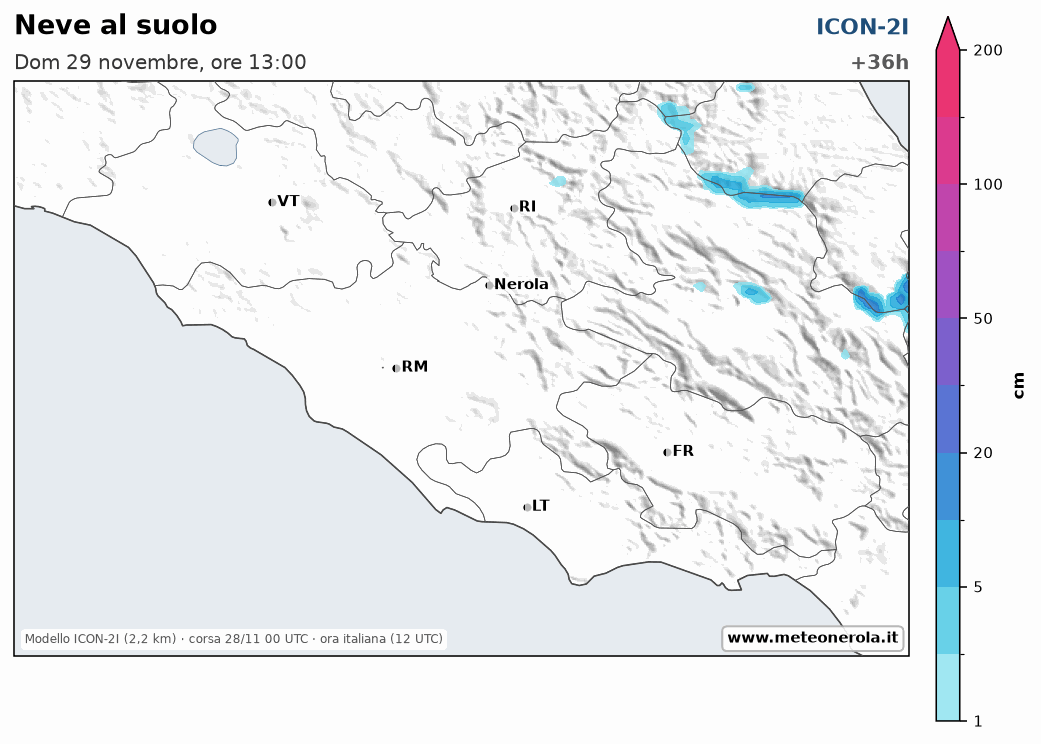 Neve al suolo
ICON-2I
Dom 29 novembre, ore 13:00
+36h
200
100
50
20
5
1
cm
VT
RI
Nerola
RM
FR
LT
Modello ICON-2I (2,2 km) · corsa 28/11 00 UTC · ora italiana (12 UTC)
www.meteonerola.it